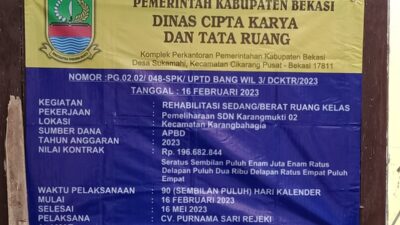 PEMERINTAH KABUPATEN BEKASI
DINAS CIPTA KARYA
DAN TATA RUANG
Komplek Perkantoran Pemerintahan Kabupaten Bekasi
Desa Sukamahi, Kecamatan Cikarang Pusat - Bekasi 17811
NOMOR :PG.02.02/ 048-SPK/ UPTD BANG WIL 3/ DCKTR/2023
TANGGAL : 16 FEBRUARI 2023
KEGIATAN : REHABILITASI SEDANG/BERAT RUANG KELAS
PEKERJAAN : Pemeliharaan SDN Karangmukti 02
LOKASI : Kecamatan Karangbahagia
SUMBER DANA : APBD
TAHUN ANGGARAN : 2023
NILAI KONTRAK : Rp. 196.682.844
Seratus Sembilan Puluh Enam Juta Enam Ratus
Delapan Puluh Dua Ribu Delapan Ratus Empat Puluh
Empat
WAKTU PELAKSANAAN : 90 (SEMBILAN PULUH) HARI KALENDER
MULAI : 16 FEBRUARI 2023
SELESAI : 16 MEI 2023
PELAKSANA : CV. PURNAMA SARI REJEKI